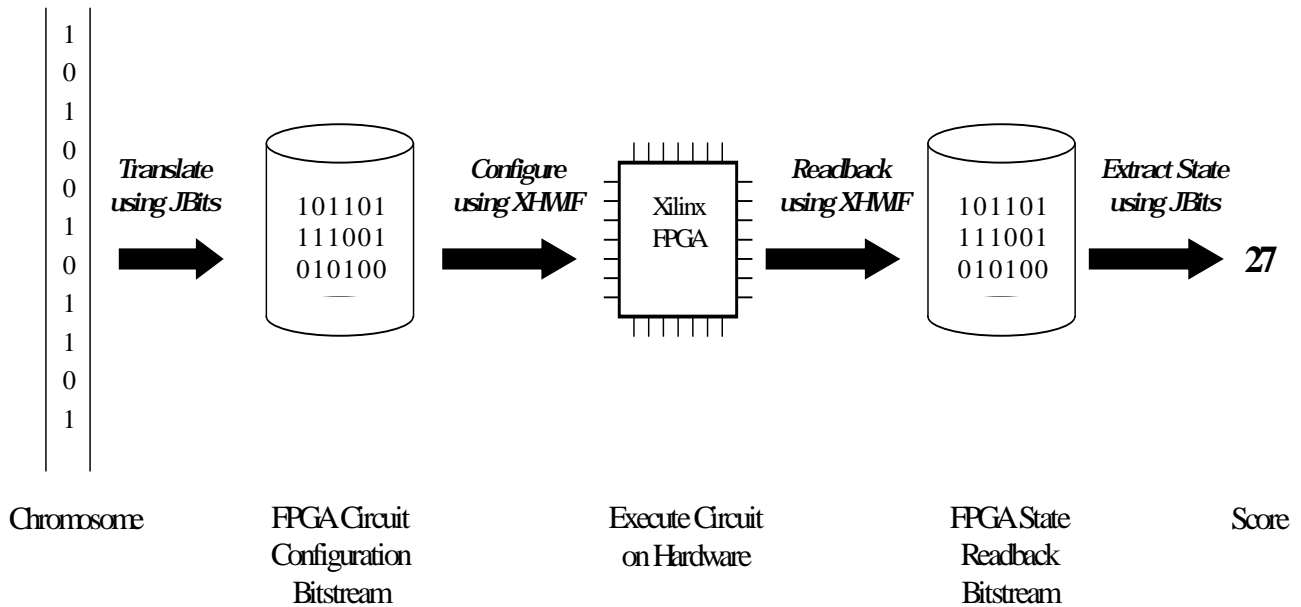 1
0
1
0
0
1
0
1
1
0
1
Translate
using JBits
101101
111001
010100
Configure
using XHWIF
Xilinx
FPGA
Readback
using XHWIF
101101
111001
010100
Extract State
using JBits
27
Chromosome
FPGA Circuit
Configuration
Bitstream
Execute Circuit
on Hardware
FPGA State
Readback
Bitstream
Score